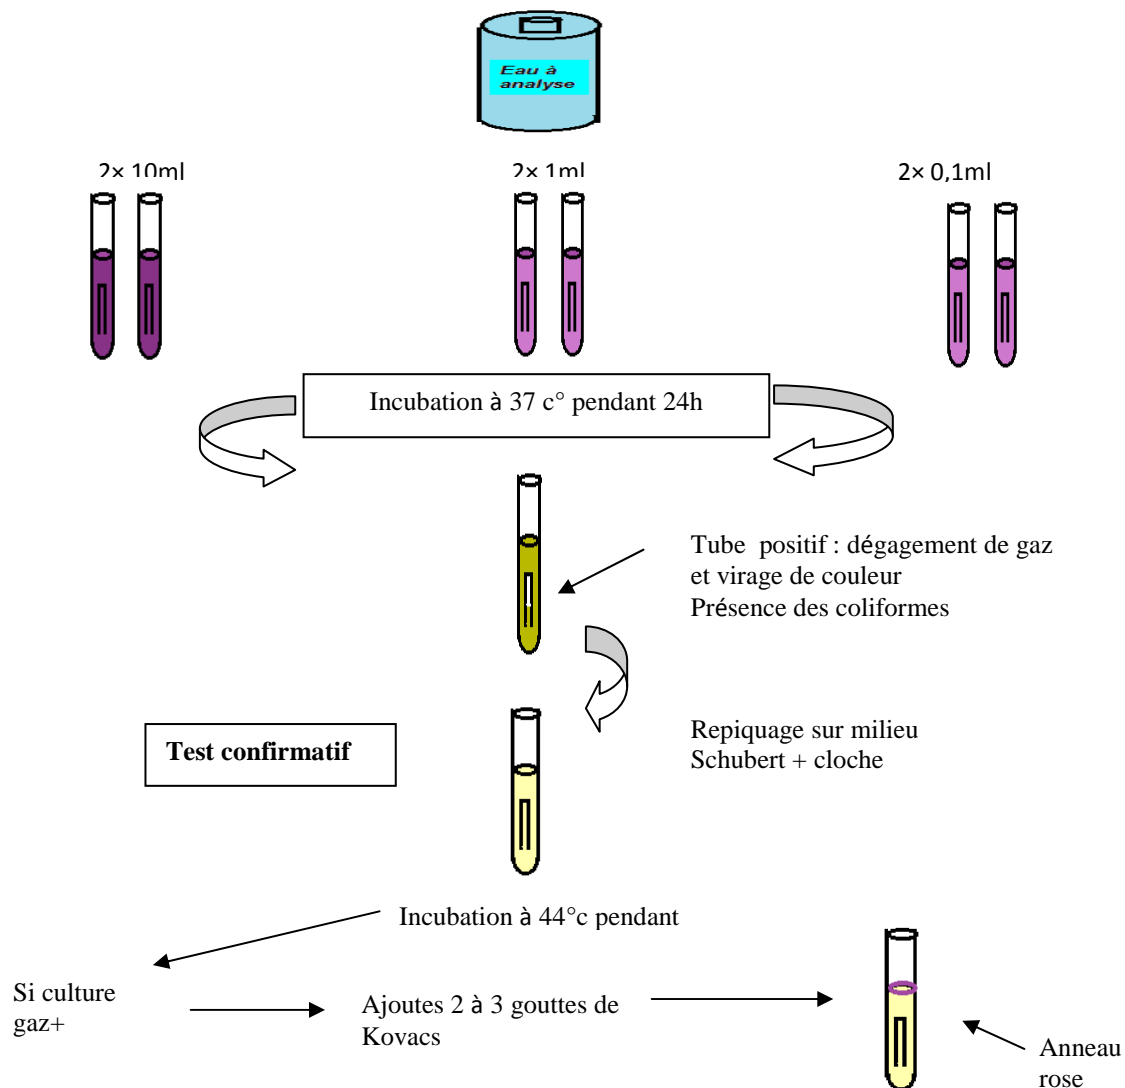 Eau à
analyse
2× 10ml
2× 1ml
2× 0,1ml
Incubation à 37 c° pendant 24h
Tube positif : dégagement de gaz
et virage de couleur
Présence des coliformes
Repiquage sur milieu
Schubert + cloche
Test confirmatif
Incubation à 44°c pendant
Si culture
gaz+
Ajoutes 2 à 3 gouttes de
Kovacs
Anneau
rose